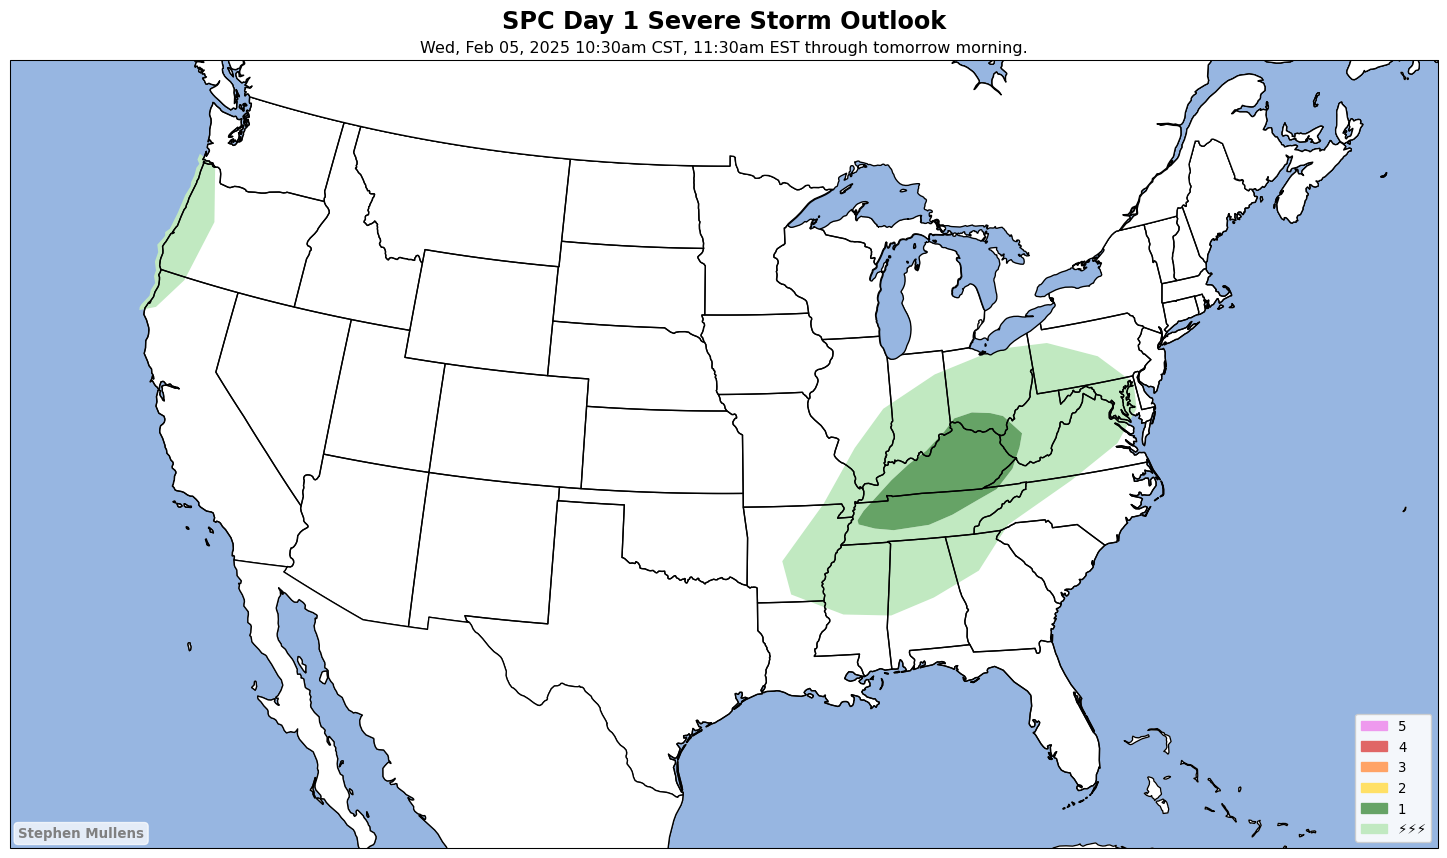 SPC Day 1 Severe Storm Outlook
Wed, Feb 05, 2025 10:30am CST, 11:30am EST through tomorrow morning.
5
4
3
2
1
⚡⚡⚡
Stephen Mullens